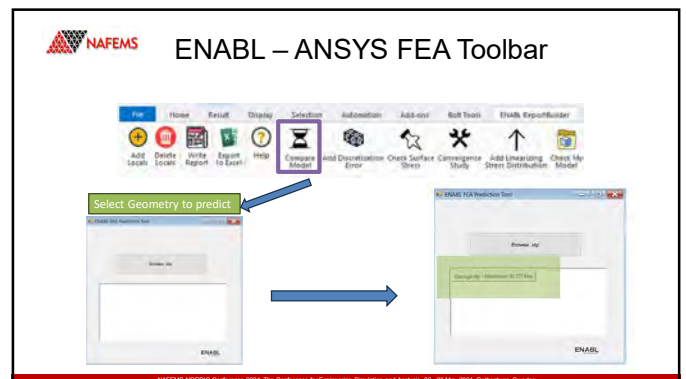 NAFEMS
ENABL – ANSYS FEA Toolbar
File Home Result Display Selection Automation Add-ons Bolt Tools ENABL ReportBuilder
Add Locals Delete Locals Write Report Export to Excel Help Compare Model Add Discretization Error Check Surface Stress Convergence Study Add Linearizing Stress Distribution Check My Model
Select Geometry to predict
ENABL FEA Prediction Tool
Browse .stp
ENABL
ENABL FEA Prediction Tool
Browse .stp
ENABL